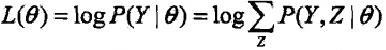 L(θ) = log P(Y | θ) = log ∑_Z P(Y, Z | θ)